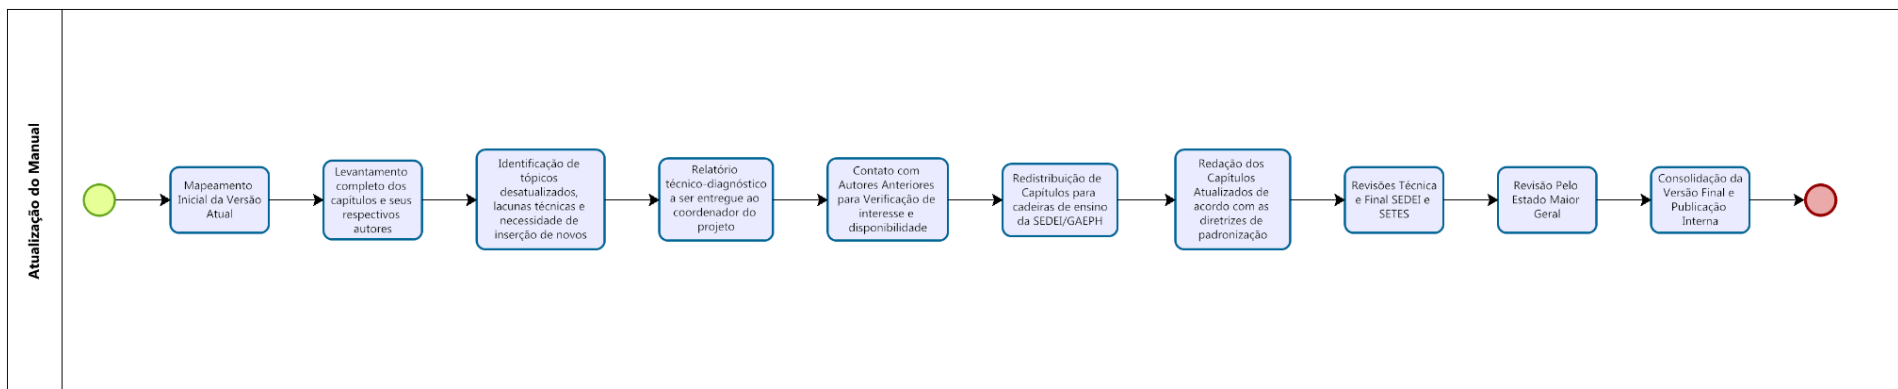 Atualização do Manual
Mapeamento
Inicial da Versão
Atual
Levantamento
completo dos
capítulos e seus
respectivos
autores
Identificação de
tópicos
desatualizados,
lacunas técnicas e
necessidade de
inserção de novos
Relatório
técnico-diagnóstico
a ser entregue ao
coordenador do
projeto
Contato com
Autores Anteriores
para Verificação de
interesse e
disponibilidade
Redistribuição de
Capítulos para
cadeiras de ensino
da SEDEI/GAEPH
Redação dos
Capítulos
Atualizados de
acordo com as
diretrizes de
padronização
Revisões Técnica
e Final SEDEI e
SETES
Revisão Pelo
Estado Maior
Geral
Consolidação da
Versão Final e
Publicação
Interna